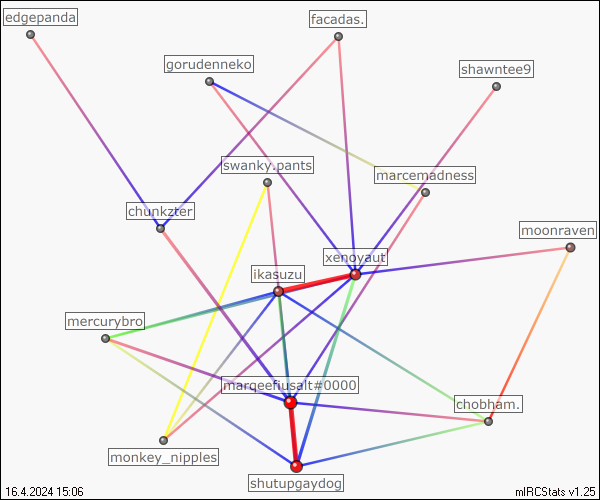 edgepanda
facadas.
gorudenneko
shawntee9
swanky.pants
marcemadness
chunkzter
moonraven
xenoyaut
ikasuzu
mercurybro
marqeefiusalt#0000
chobham.
monkey_nipples
shutupgaydog
16.4.2024 15:06
mIRCStats v1.25